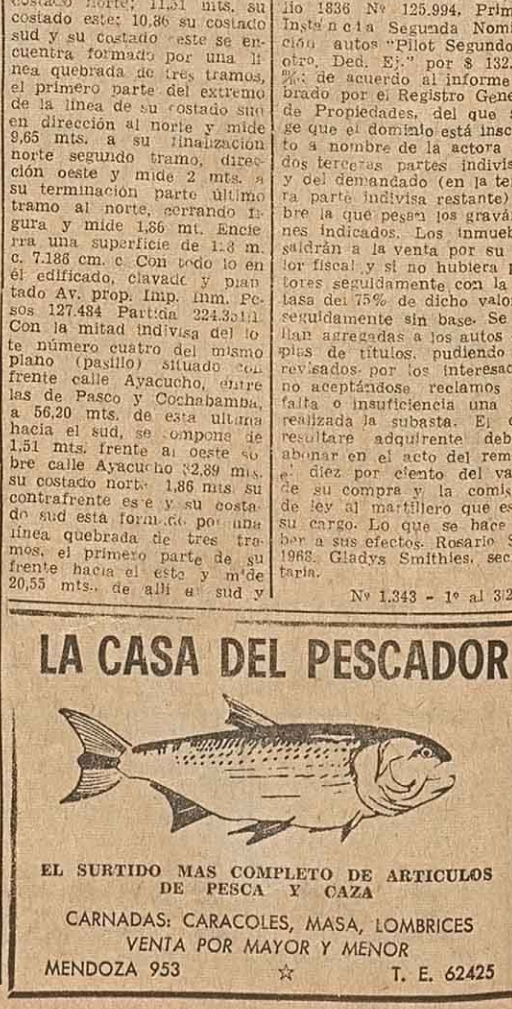 costado norte; 11,51 mts. su
costado este; 10,86 su costado
sud y su costado oeste se en-
cuentra formado por una lí
nea quebrada de tres tramos,
el primero parte del extremo
de la línea de su costado sud
en dirección al norte y mide
9,65 mts. a su finalización
norte segundo tramo, direc-
ción oeste y mide 2 mts. a
su terminación parte último
tramo al norte, cerrando fi-
gura y mide 1,86 mt. Encie
rra una superficie de 118 m.
c. 7.186 cm. c Con todo lo en
él edificado, clavado y plan
tado Av. prop. Imp. Inm. Pe-
sos 127.484 Partida
Con la mitad indivisa del lo
te número cuatro del mismo
plano (pasillo) situado con
frente calle Ayacucho, entre
las de Pasco y Cochabamba,
a 56,20 mts. de esta última
hacia el sud, se compone de
1,51 mts. frente al oeste so
bre calle Ayacucho 32,89 mts.
su costado norte 1,86 mts. su
contrafrente este y su costa-
do sud está formado por una
línea quebrada de tres tra-
mos, el primero parte de su
frente hacia el este y mide
20,55 mts., de allí al sud y
lio 1836 Nº 125.994, Prim
Instancia Segunda Nomi
ción autos "Pilot Segundo
otro. Ded. Ej." por $ 132.
%; de acuerdo al informe
brado por el Registro Gene
de Propiedades, del que s
ge que el dominio está insc
to a nombre de la actora
dos terceras partes indivis
y del demandado (en la te
ra parte indivisa restante)
bre la que pesan los gravá
nes indicados. Los inmueb
saldrán a la venta por su
lor fiscal y si no hubiera p
tores seguidamente con la
tasa del 75% de dicho valo
seguidamente sin base. Se
llan agregadas a los autos
pias de títulos, pudiendo
revisados por los interesac
no aceptándose reclamos
falta o insuficiencia una
realizada la subasta. El
resultare adquirente deb
abonar en el acto del rem
el diez por ciento del va
de su compra y la comis
de ley al martillero que es
su cargo. Lo que se hace
ber a sus efectos. Rosario
1968. Gladys Smithies, sec
taria.
Nº 1.343 - 1º al 3|2
LA CASA DEL PESCADOR
EL SURTIDO MAS COMPLETO DE ARTICULOS
DE PESCA Y CAZA
CARNADAS: CARACOLES, MASA, LOMBRICES
VENTA POR MAYOR Y MENOR
MENDOZA 953 ☆ T. E. 62425